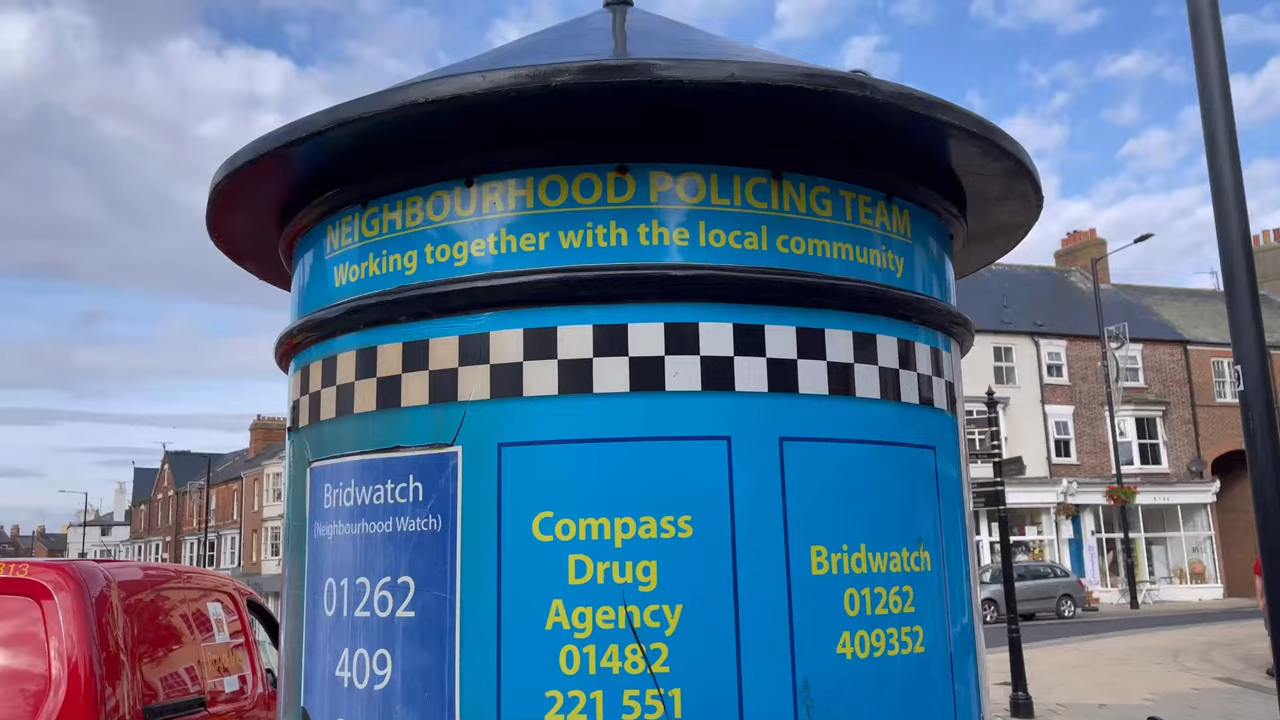 NEIGHBOURHOOD POLICING TEAM
Working together with the local community
Bridwatch
(Neighbourhood Watch)
01262
409
Compass
Drug
Agency
01482
221 551
Bridwatch
01262
409352
313